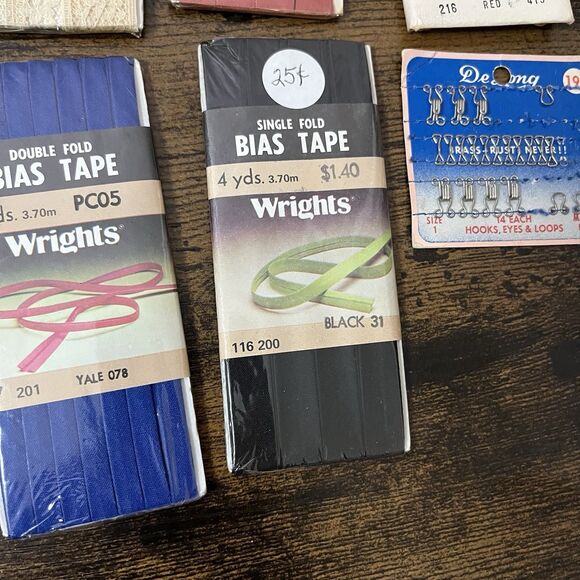 216 RED
DOUBLE FOLD
BIAS TAPE
yds. 3.70m PC05
Wrights®
201 YALE 078
25¢
SINGLE FOLD
BIAS TAPE
4 yds. 3.70m $1.40
Wrights®
BLACK 31
116 200
19
BRASS-RUST NEVER!!
SIZE 1
14 EACH
HOOKS, EYES & LOOPS